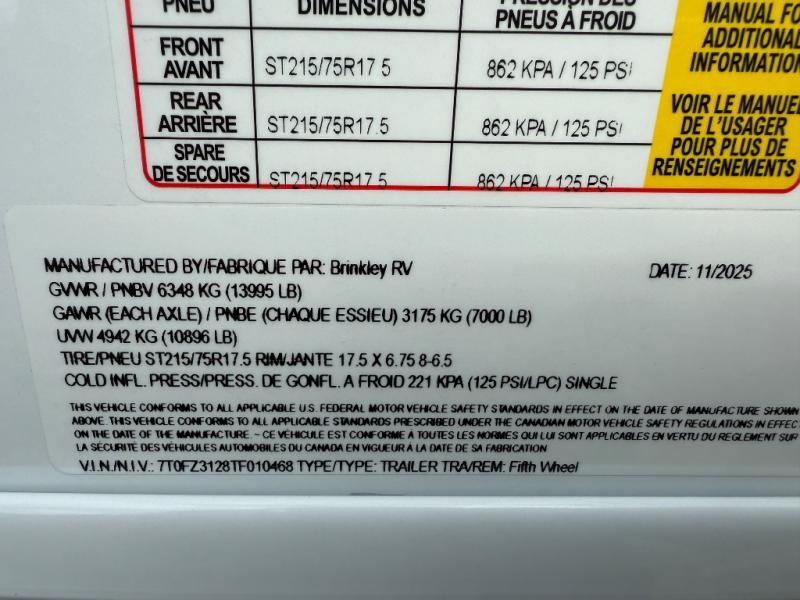 PNEU DIMENSIONS PRESSION DES
PNEUS À FROID
FRONT
AVANT ST215/75R17 5 862 KPA / 125 PSI
REAR
ARRIÈRE ST215/75R17.5 862 KPA / 125 PSI
SPARE
DE SECOURS ST215/75R17 5 862 KPA / 125 PSI
MANUAL FO
ADDITIONAL
INFORMATION
VOIR LE MANUEL
DE L'USAGER
POUR PLUS DE
RENSEIGNEMENTS
MANUFACTURED BY/FABRIQUE PAR: Brinkley RV DATE: 11/2025
GVWR / PNBV 6348 KG (13995 LB)
GAWR (EACH AXLE) / PNBE (CHAQUE ESSIEU) 3175 KG (7000 LB)
UVW 4942 KG (10896 LB)
TIRE/PNEU ST215/75R17.5 RIM/JANTE 17.5 X 6.75 8-6.5
COLD INFL. PRESS/PRESS. DE GONFL. A FROID 221 KPA (125 PSI/LPC) SINGLE
THIS VEHICLE CONFORMS TO ALL APPLICABLE U.S. FEDERAL MOTOR VEHICLE SAFETY STANDARDS IN EFFECT ON THE DATE OF MANUFACTURE SHOWN
ABOVE. THIS VEHICLE CONFORMS TO ALL APPLICABLE STANDARDS PRESCRIBED UNDER THE CANADIAN MOTOR VEHICLE SAFETY REGULATIONS IN EFFECT
ON THE DATE OF THE MANUFACTURE. ~ CE VÉHICULE EST CONFORME À TOUTES LES NORMES QUI LUI SONT APPLICABLES EN VERTU DU REGLEMENT SUR
LA SÉCURITÉ DES VÉHICULES AUTOMOBILES DU CANADA EN VIGUEUR À LA DATE DE SA FABRICATION
V.I.N./N.I.V.: 7T0FZ3128TF010468 TYPE/TYPE: TRAILER TRA/REM: Fifth Wheel